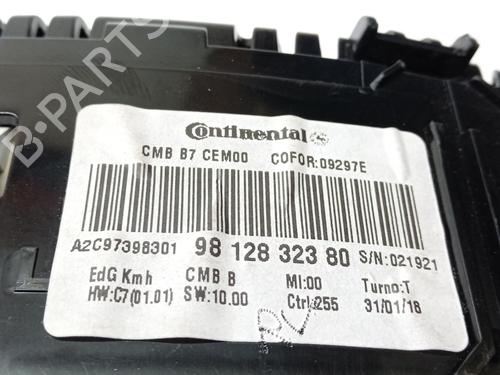 B-PARTS
Continental
CMB B7 CEM00 COFOR:09297E
A2C97398301 98 128 323 80 S/N:021921
EdG Kmh CMB B MI:00 Turno:T
HW:C7(01.01) SW:10.00 Ctrl:255 31/01/18